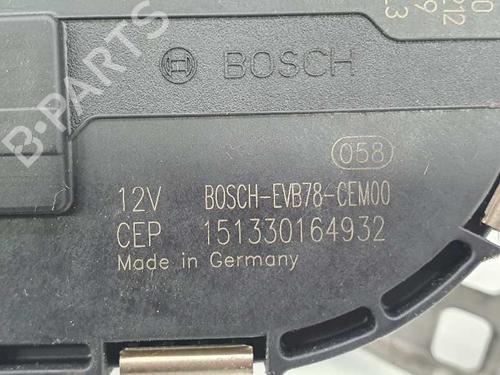 B-PARTS
BOSCH
058
12V BOSCH-EVB78-CEM00
CEP 151330164932
Made in Germany